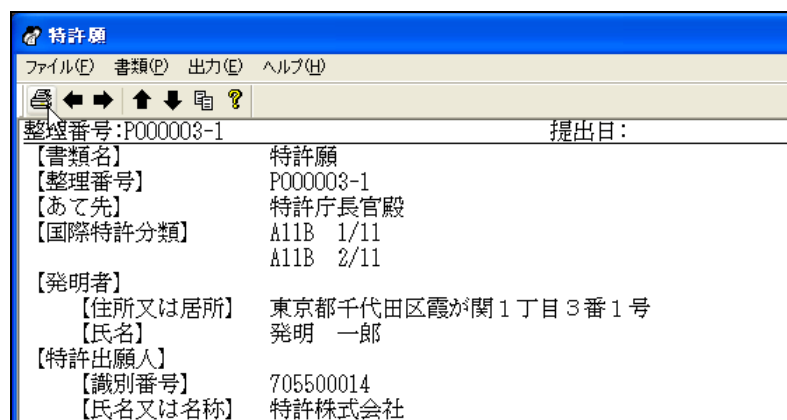 特許願
ファイル(F) 書類(P) 出力(E) ヘルプ(H)
整理番号:P000003-1 提出日:
【書類名】 特許願
【整理番号】 P000003-1
【あて先】 特許庁長官殿
【国際特許分類】 A11B 1/11
A11B 2/11
【発明者】
【住所又は居所】 東京都千代田区霞が関1丁目3番1号
【氏名】 発明 一郎
【特許出願人】
【識別番号】 705500014
【氏名又は名称】 特許株式会社